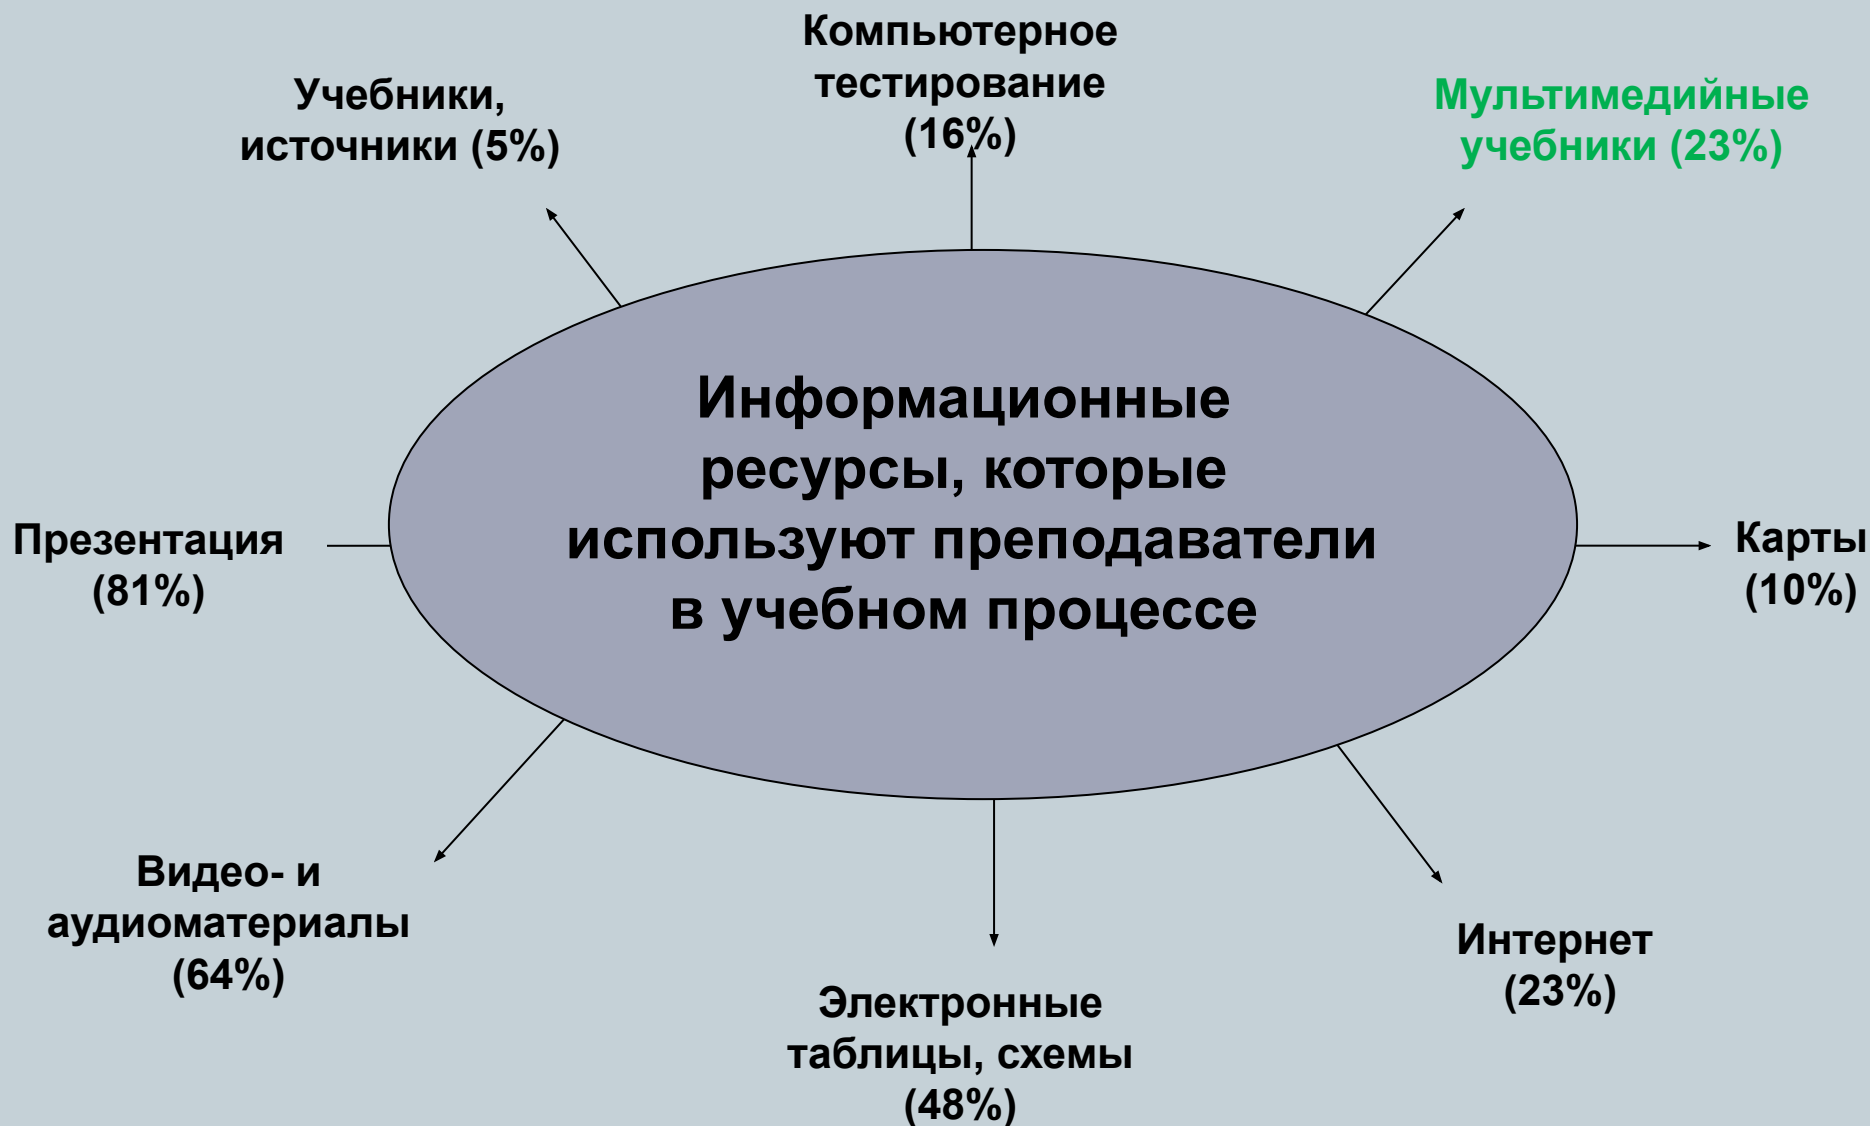 Компьютерное
тестирование
(16%)
Учебники,
источники (5%)
Мультимедийные
учебники (23%)
Информационные
ресурсы, которые
используют преподаватели
в учебном процессе
Презентация
(81%)
Карты
(10%)
Видео- и
аудиоматериалы
(64%)
Интернет
(23%)
Электронные
таблицы, схемы
(48%)